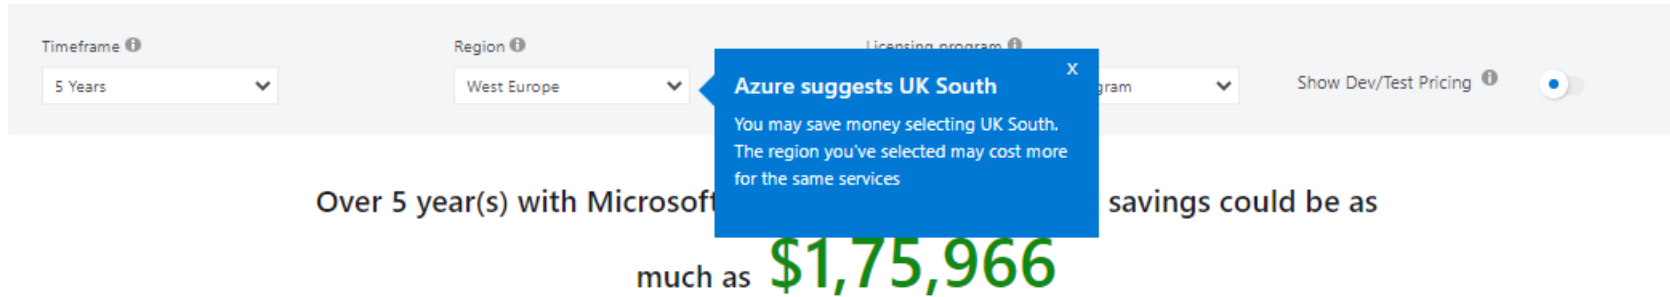 Timeframe
Region
Licensing program
5 Years
West Europe
Show Dev/Test Pricing
x
Azure suggests UK South
You may save money selecting UK South.
The region you've selected may cost more
for the same services
Over 5 year(s) with Microsoft savings could be as
much as $1,75,966